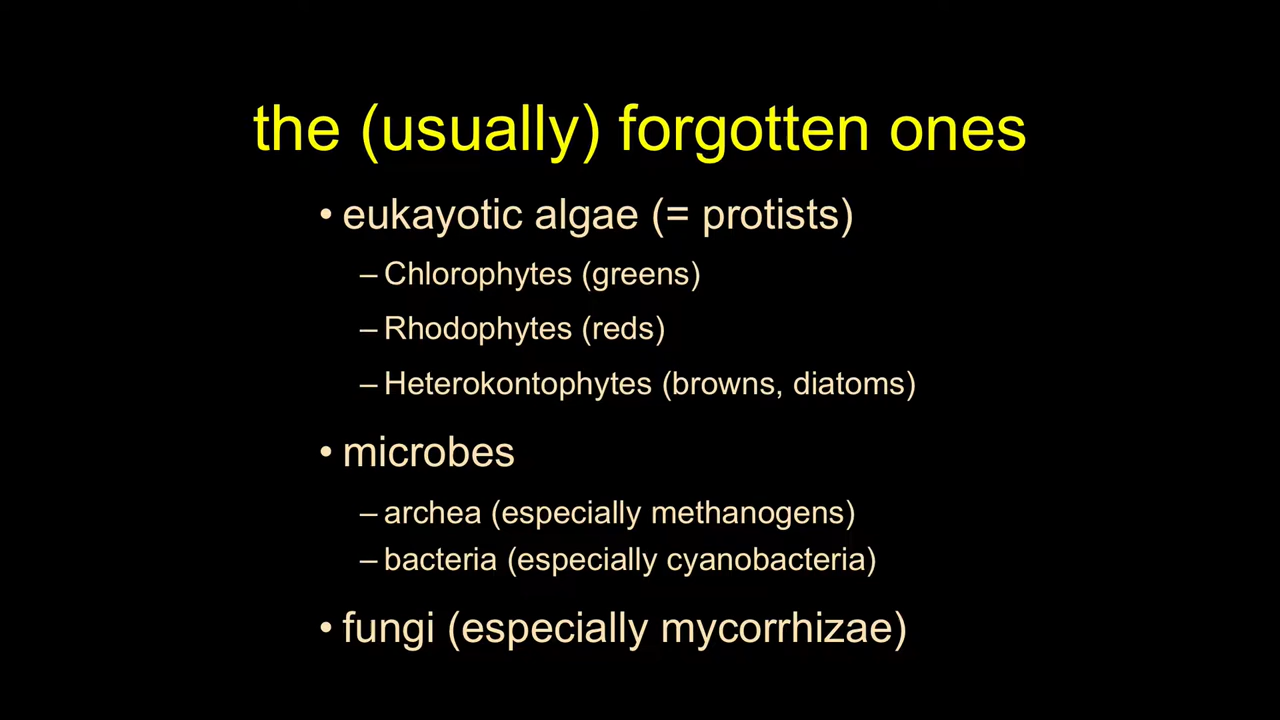 the (usually) forgotten ones
• eukayotic algae (= protists)
– Chlorophytes (greens)
– Rhodophytes (reds)
– Heterokontophytes (browns, diatoms)
• microbes
– archea (especially methanogens)
– bacteria (especially cyanobacteria)
• fungi (especially mycorrhizae)